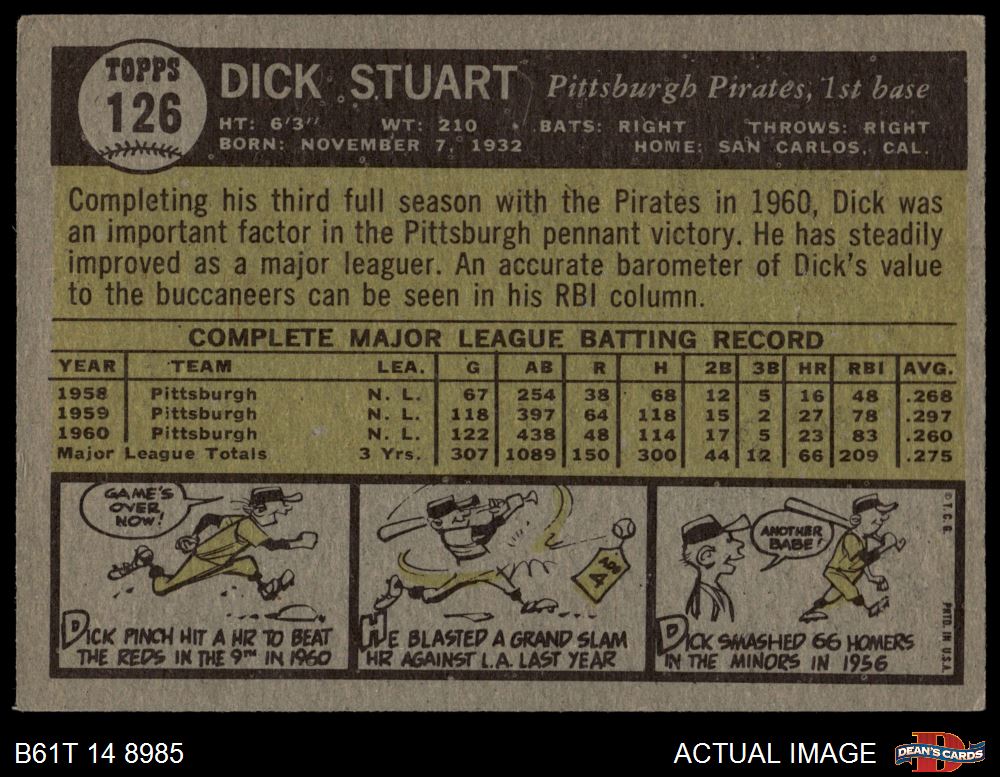 TOPPS
126
DICK STUART Pittsburgh Pirates, 1st base
HT: 6'3" WT: 210 BATS: RIGHT THROWS: RIGHT
BORN: NOVEMBER 7, 1932 HOME: SAN CARLOS, CAL.
Completing his third full season with the Pirates in 1960, Dick was
an important factor in the Pittsburgh pennant victory. He has steadily
improved as a major leaguer. An accurate barometer of Dick's value
to the buccaneers can be seen in his RBI column.
COMPLETE MAJOR LEAGUE BATTING RECORD
YEAR TEAM LEA. G AB R H 2B 3B HR RBI AVG.
1958 Pittsburgh N. L. 67 254 38 68 12 5 16 48 .268
1959 Pittsburgh N. L. 118 397 64 118 15 2 27 78 .297
1960 Pittsburgh N. L. 122 438 48 114 17 5 23 83 .260
Major League Totals 3 Yrs. 307 1089 150 300 44 12 66 209 .275
GAME'S
OVER
NOW!
DICK PINCH HIT A HR TO BEAT
THE REDS IN THE 9TH IN 1960
4
HE BLASTED A GRAND SLAM
HR AGAINST L.A. LAST YEAR
ANOTHER
BABE!
DICK SMASHED 66 HOMERS
IN THE MINORS IN 1956
© T. C. G.
PRTD. IN U.S.A.
B61T 14 8985
ACTUAL IMAGE
D
DEAN'S CARDS